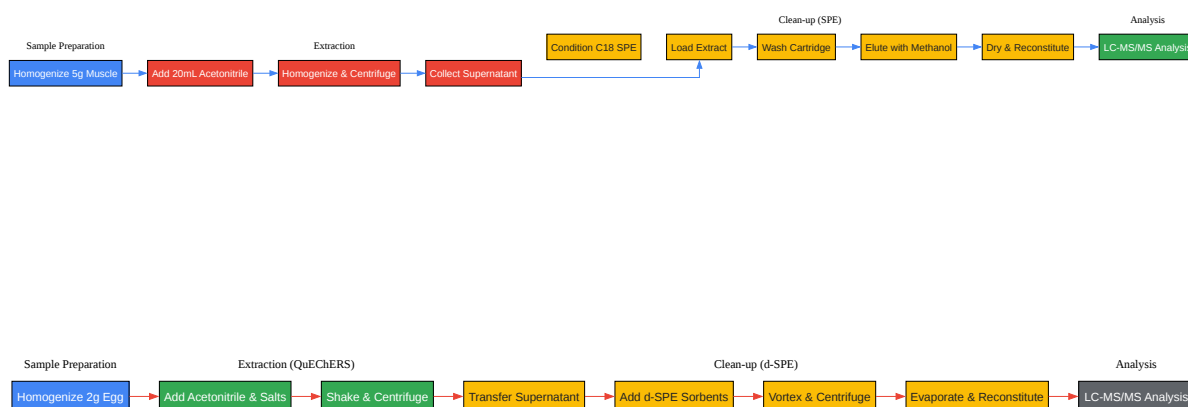 Clean-up (SPE)
Analysis
Sample Preparation
Extraction
Condition C18 SPE
Load Extract
Wash Cartridge
Elute with Methanol
Dry & Reconstitute
LC-MS/MS Analysis
Homogenize 5g Muscle
Add 20mL Acetonitrile
Homogenize & Centrifuge
Collect Supernatant
Sample Preparation
Extraction (QuEChERS)
Clean-up (d-SPE)
Analysis
Homogenize 2g Egg
Add Acetonitrile & Salts
Shake & Centrifuge
Transfer Supernatant
Add d-SPE Sorbents
Vortex & Centrifuge
Evaporate & Reconstitute
LC-MS/MS Analysis